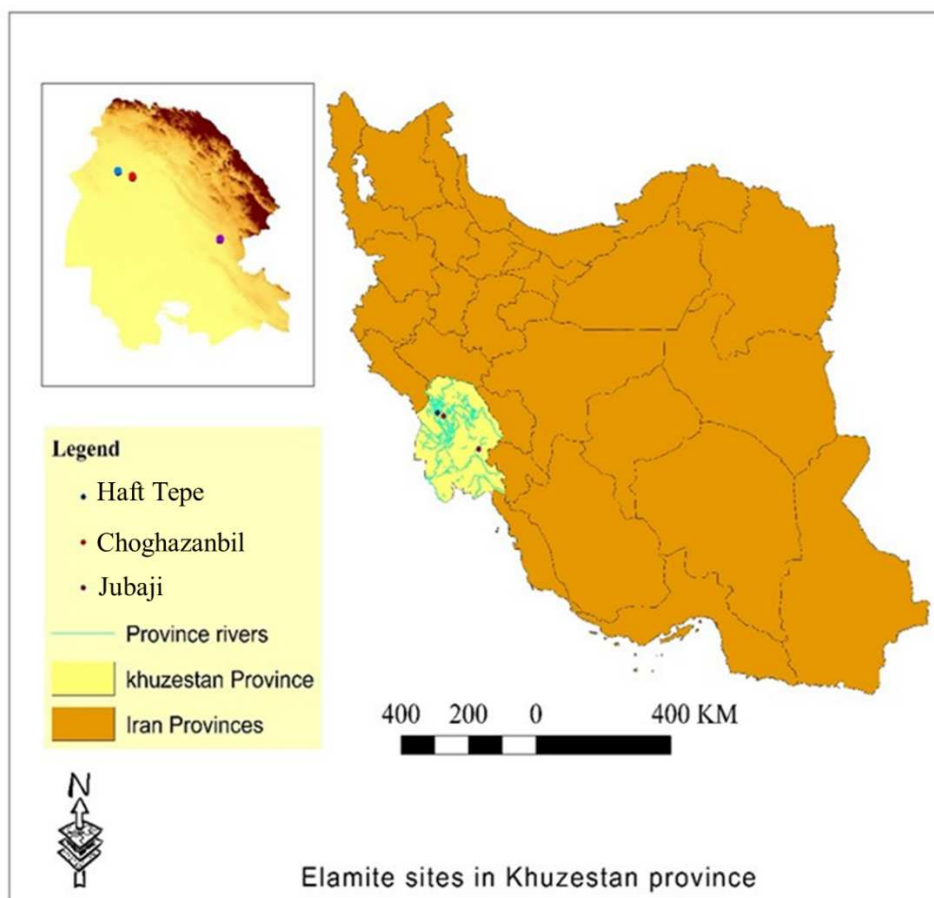 Legend
Haft Tepe
Choghazanbil
Jubaji
Province rivers
khuzestan Province
Iran Provinces
400 200 0 400 KM
N
Elamite sites in Khuzestan province